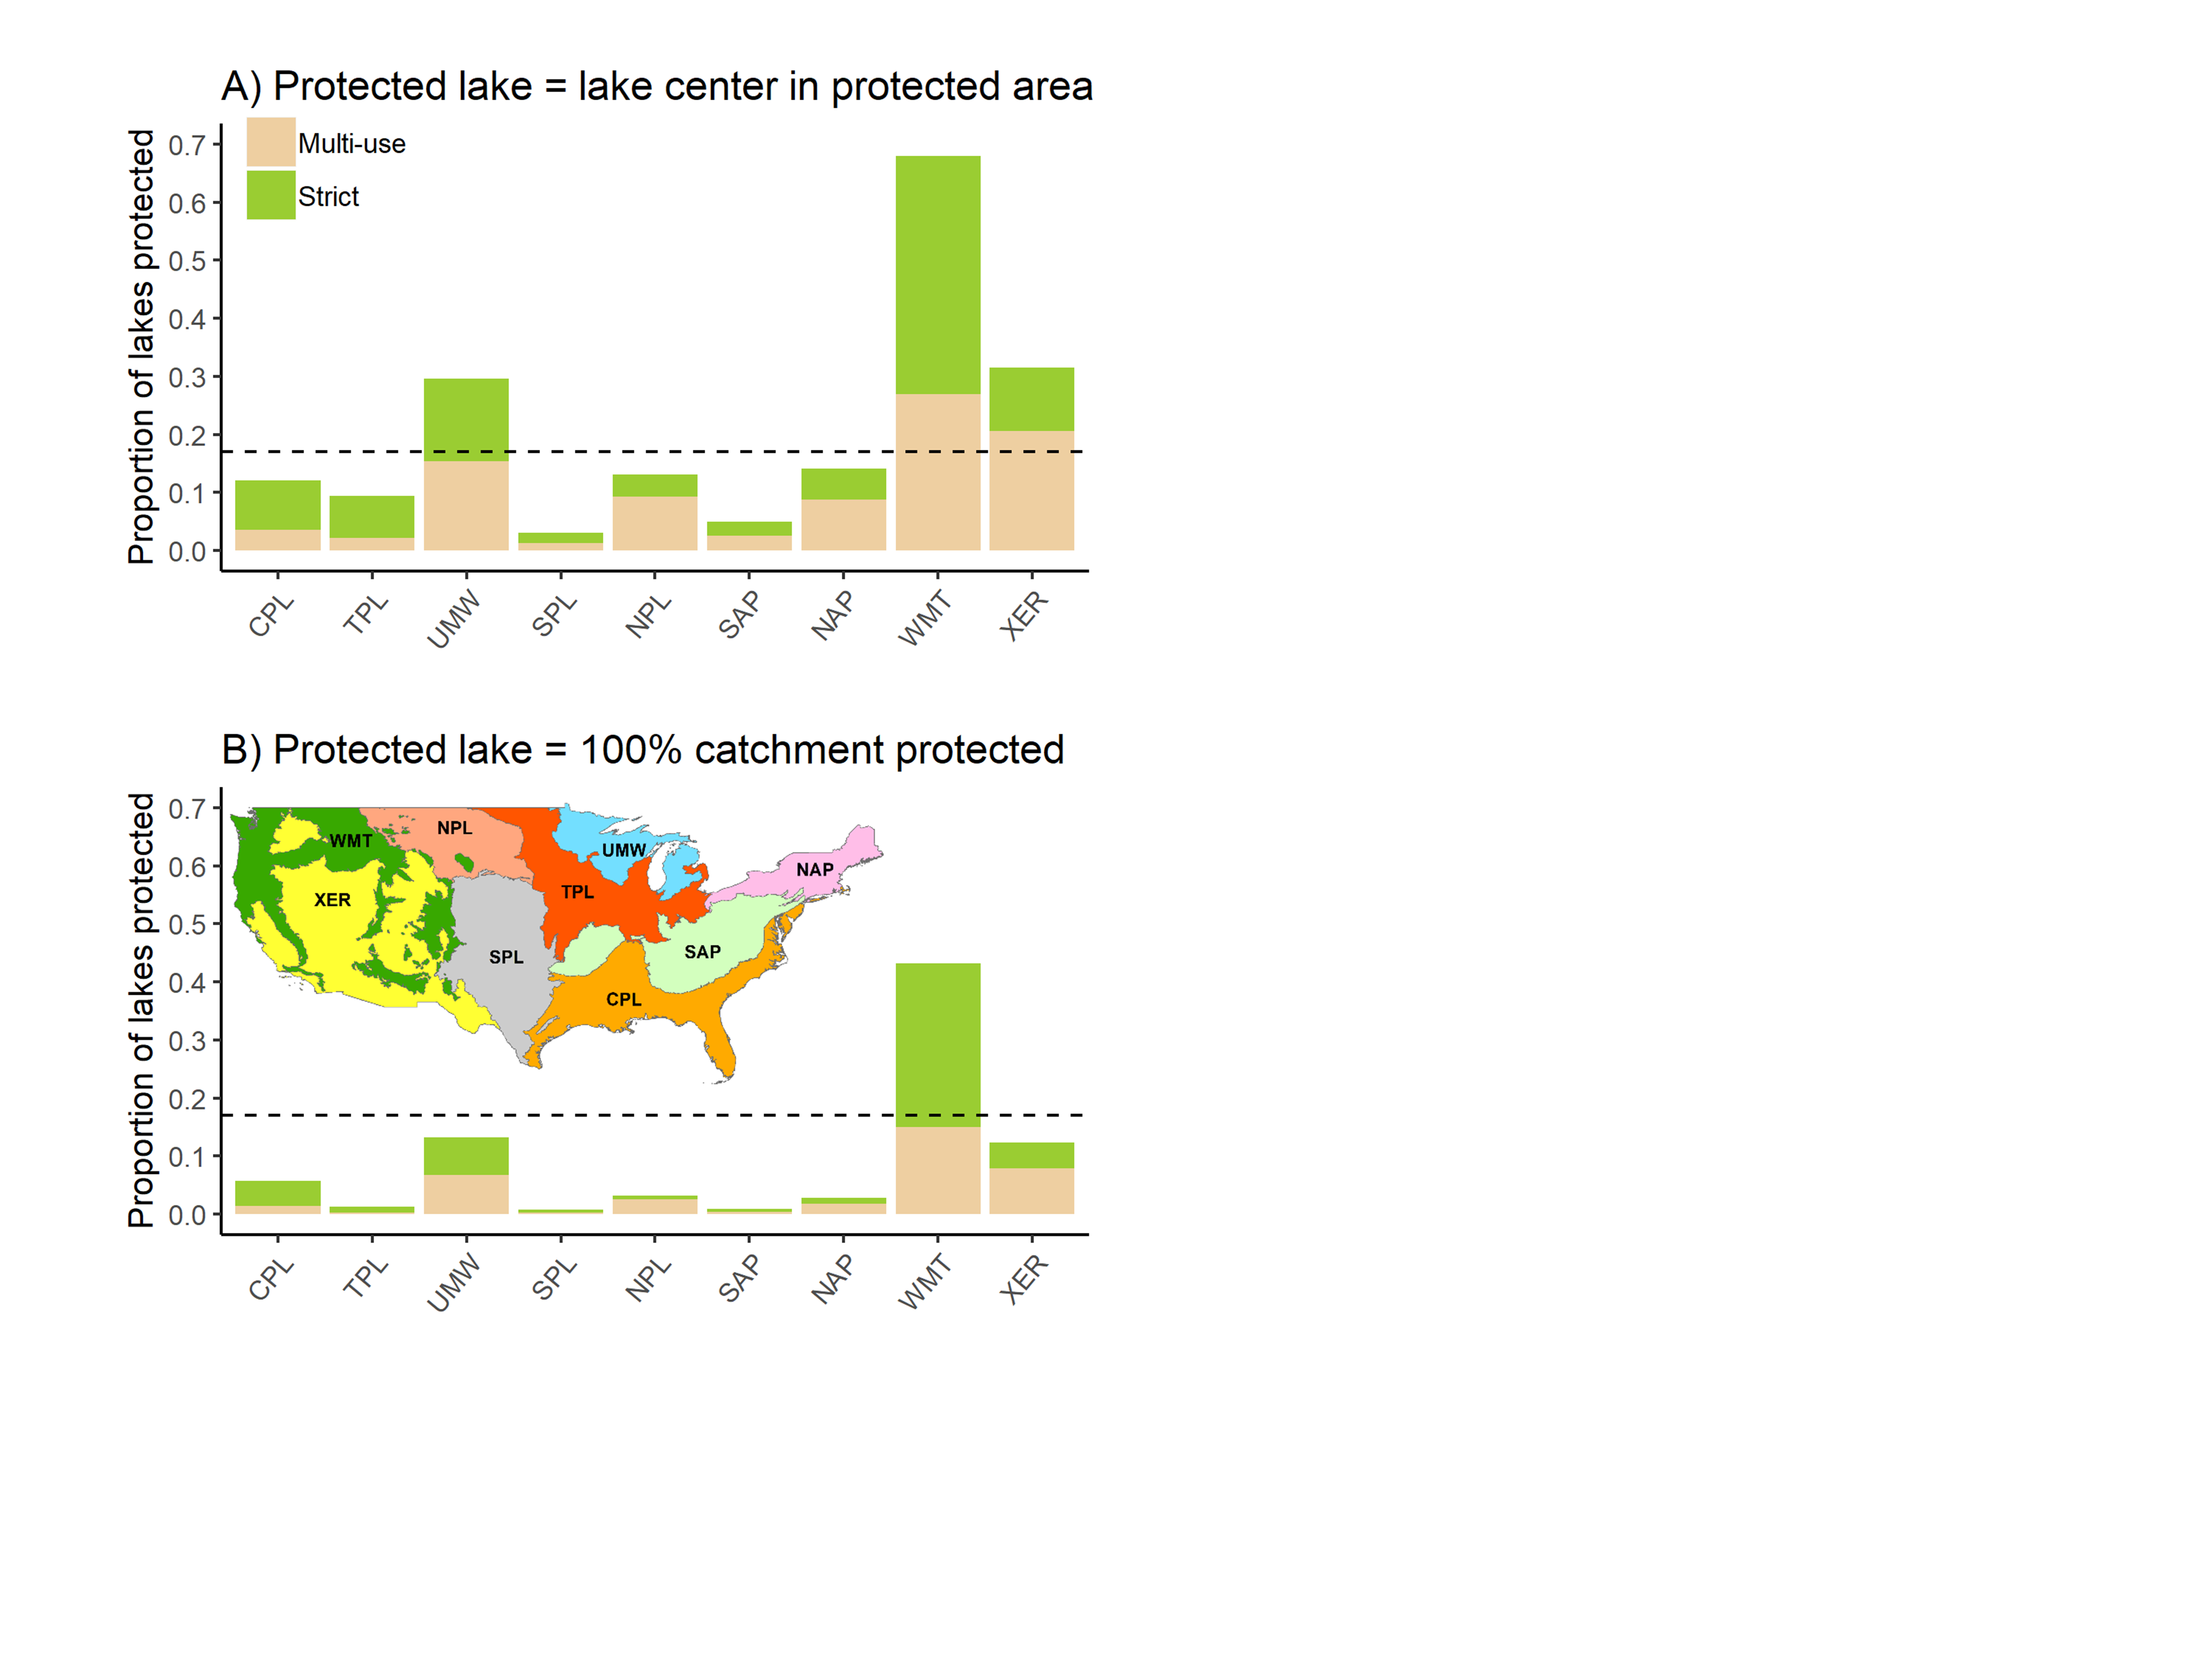 A) Protected lake = lake center in protected area
Proportion of lakes protected
0.7
0.6
0.5
0.4
0.3
0.2
0.1
0.0
Multi-use
Strict
CPL TPL UMW SPL NPL SAP NAP WMT XER
B) Protected lake = 100% catchment protected
Proportion of lakes protected
0.7
0.6
0.5
0.4
0.3
0.2
0.1
0.0
NPL
WMT
UMW
NAP
TPL
XER
SAP
SPL
CPL
CPL TPL UMW SPL NPL SAP NAP WMT XER